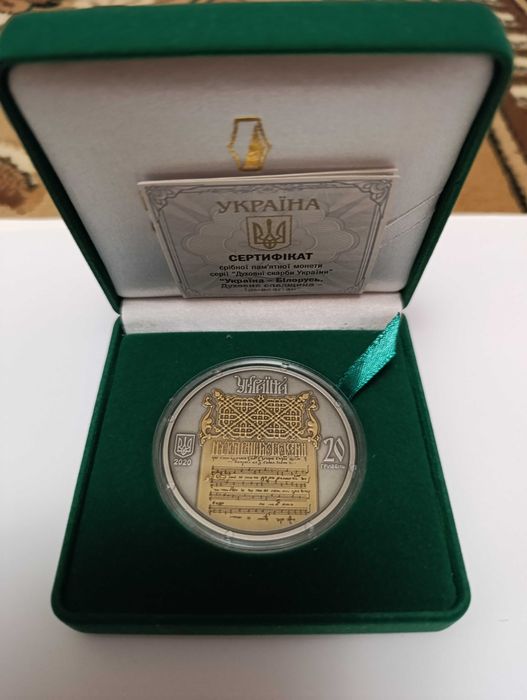 УКРАЇНА
СЕРТИФІКАТ
срібної пам'ятної монети
серії "Духовні скарби України"
"Україна – Білорусь.
Духовна спадщина –
УКРАЇНА
2020
20
ГРИВЕНЬ